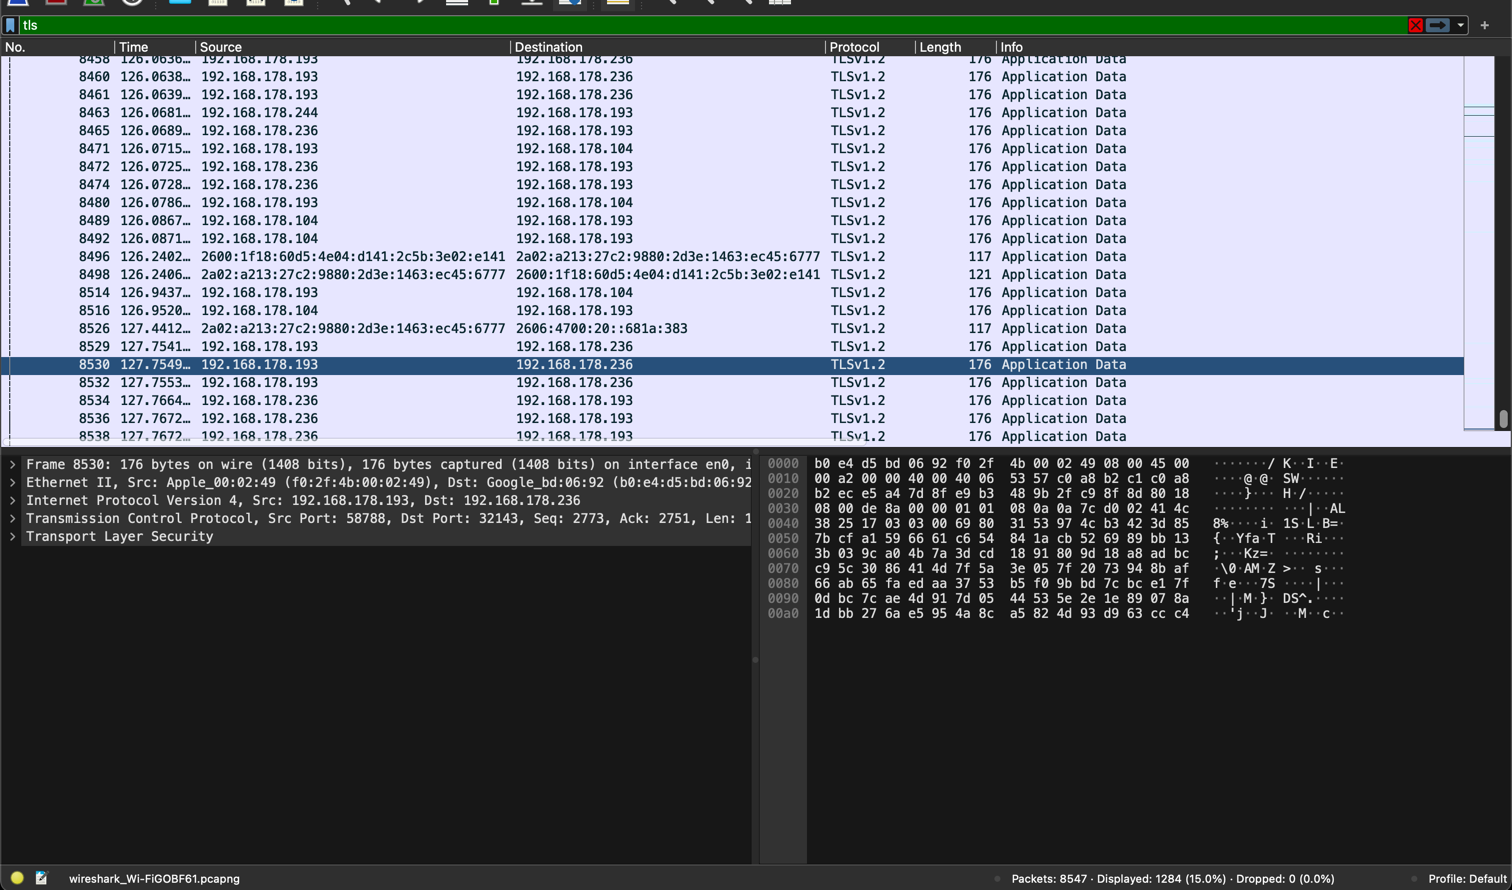 tls
No. Time Source Destination Protocol Length Info
8458 126.0636… 192.168.178.193 192.168.178.236 TLSv1.2 176 Application Data
8460 126.0638… 192.168.178.193 192.168.178.236 TLSv1.2 176 Application Data
8461 126.0639… 192.168.178.193 192.168.178.236 TLSv1.2 176 Application Data
8463 126.0681… 192.168.178.244 192.168.178.193 TLSv1.2 176 Application Data
8465 126.0689… 192.168.178.236 192.168.178.193 TLSv1.2 176 Application Data
8471 126.0715… 192.168.178.193 192.168.178.104 TLSv1.2 176 Application Data
8472 126.0725… 192.168.178.236 192.168.178.193 TLSv1.2 176 Application Data
8474 126.0728… 192.168.178.236 192.168.178.193 TLSv1.2 176 Application Data
8480 126.0786… 192.168.178.193 192.168.178.104 TLSv1.2 176 Application Data
8489 126.0867… 192.168.178.104 192.168.178.193 TLSv1.2 176 Application Data
8492 126.0871… 192.168.178.104 192.168.178.193 TLSv1.2 176 Application Data
8496 126.2402… 2600:1f18:60d5:4e04:d141:2c5b:3e02:e141 2a02:a213:27c2:9880:2d3e:1463:ec45:6777 TLSv1.2 117 Application Data
8498 126.2406… 2a02:a213:27c2:9880:2d3e:1463:ec45:6777 2600:1f18:60d5:4e04:d141:2c5b:3e02:e141 TLSv1.2 121 Application Data
8514 126.9437… 192.168.178.193 192.168.178.104 TLSv1.2 176 Application Data
8516 126.9520… 192.168.178.104 192.168.178.193 TLSv1.2 176 Application Data
8526 127.4412… 2a02:a213:27c2:9880:2d3e:1463:ec45:6777 2606:4700:20::681a:383 TLSv1.2 117 Application Data
8529 127.7541… 192.168.178.193 192.168.178.236 TLSv1.2 176 Application Data
8530 127.7549… 192.168.178.193 192.168.178.236 TLSv1.2 176 Application Data
8532 127.7553… 192.168.178.193 192.168.178.236 TLSv1.2 176 Application Data
8534 127.7664… 192.168.178.236 192.168.178.193 TLSv1.2 176 Application Data
8536 127.7672… 192.168.178.236 192.168.178.193 TLSv1.2 176 Application Data
8538 127.7672… 192.168.178.236 192.168.178.193 TLSv1.2 176 Application Data
Frame 8530: 176 bytes on wire (1408 bits), 176 bytes captured (1408 bits) on interface en0, i
Ethernet II, Src: Apple_00:02:49 (f0:2f:4b:00:02:49), Dst: Google_bd:06:92 (b0:e4:d5:bd:06:92
Internet Protocol Version 4, Src: 192.168.178.193, Dst: 192.168.178.236
Transmission Control Protocol, Src Port: 58788, Dst Port: 32143, Seq: 2773, Ack: 2751, Len: 1
Transport Layer Security
0000 b0 e4 d5 bd 06 92 f0 2f 4b 00 02 49 08 00 45 00 ·······/ K··I··E·
0010 00 a2 00 00 40 00 40 06 53 57 c0 a8 b2 c1 c0 a8 ····@·@· SW······
0020 b2 ec e5 a4 7d 8f e9 b3 48 9b 2f c9 8f 8d 80 18 ····}··· H·/·····
0030 08 00 de 8a 00 00 01 01 08 0a 0a 7c d0 02 41 4c ········ ···|··AL
0040 38 25 17 03 03 00 69 80 31 53 97 4c b3 42 3d 85 8%····i· 1S·L·B=·
0050 7b cf a1 59 66 61 c6 54 84 1a cb 52 69 89 bb 13 {··Yfa·T ···Ri···
0060 3b 03 9c a0 4b 7a 3d cd 18 91 80 9d 18 a8 ad bc ;···Kz=· ········
0070 c9 5c 30 86 41 4d 7f 5a 3e 05 7f 20 73 94 8b af ·\0·AM·Z >·· s···
0080 66 ab 65 fa ed aa 37 53 b5 f0 9b bd 7c bc e1 7f f·e···7S ····|···
0090 0d bc 7c ae 4d 91 7d 05 44 53 5e 2e 1e 89 07 8a ··|·M·}· DS^.····
00a0 1d bb 27 6a e5 95 4a 8c a5 82 4d 93 d9 63 cc c4 ··'j··J· ··M··c··
wireshark_Wi-FiGOBF61.pcapng
Packets: 8547 · Displayed: 1284 (15.0%) · Dropped: 0 (0.0%)
Profile: Default